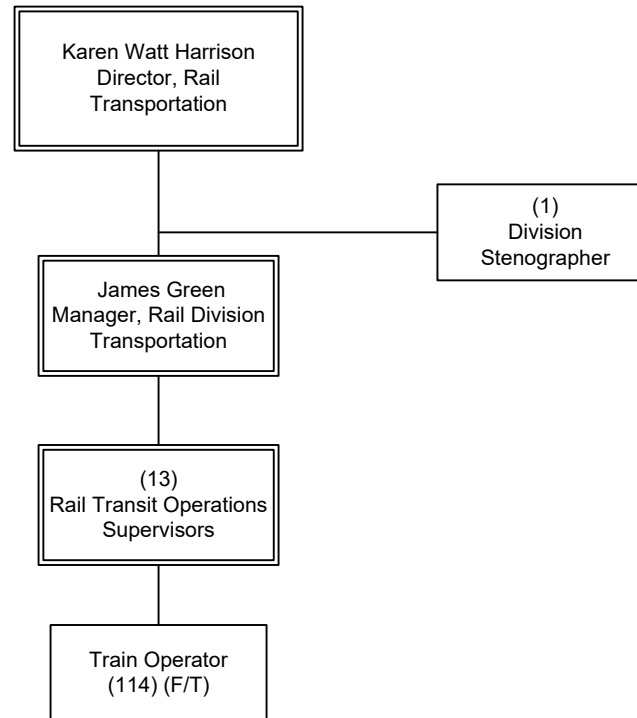 Karen Watt Harrison
Director, Rail
Transportation
(1)
Division
Stenographer
James Green
Manager, Rail Division
Transportation
(13)
Rail Transit Operations
Supervisors
Train Operator
(114) (F/T)